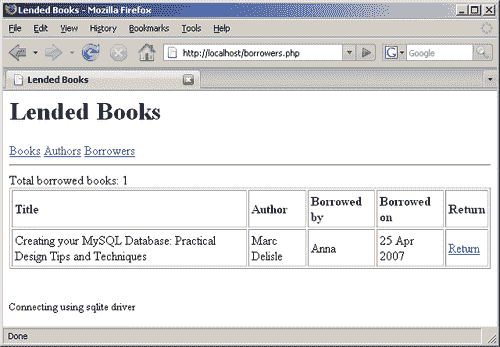 Lended Books - Mozilla Firefox
File Edit View History Bookmarks Tools Help
http://localhost/borrowers.php
G Google
Lended Books
Lended Books
Books Authors Borrowers
Total borrowed books: 1
Title Author Borrowed by Borrowed on Return
Creating your MySQL Database: Practical Design Tips and Techniques Marc Delisle Anna 25 Apr 2007 Return
Connecting using sqlite driver
Done